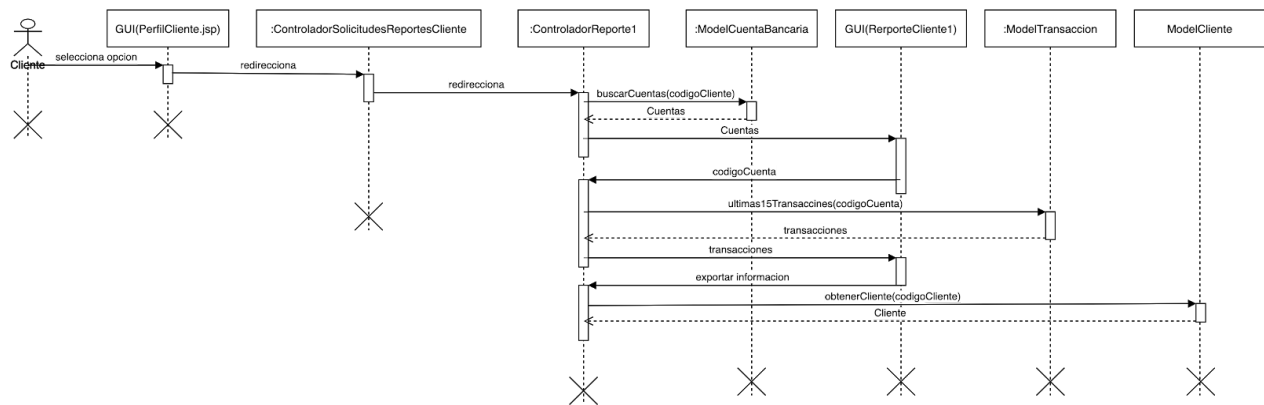 GUI(PerfilCliente.jsp)
:ControladorSolicitudesReportesCliente
:ControladorReporte1
:ModelCuentaBancaria
GUI(RerporteCliente1)
:ModelTransaccion
ModelCliente
Cliente
selecciona opcion
redirecciona
redirecciona
buscarCuentas(codigoCliente)
Cuentas
Cuentas
codigoCuenta
ultimas15Transaccines(codigoCuenta)
transacciones
transacciones
exportar informacion
obtenerCliente(codigoCliente)
Cliente